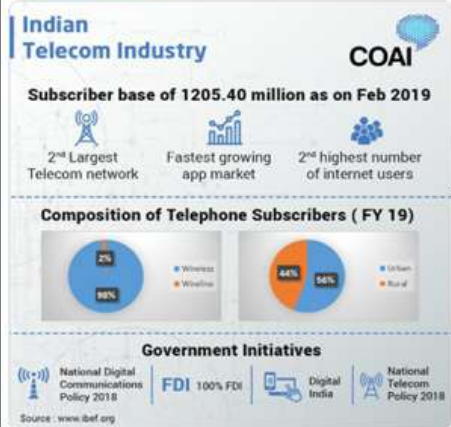 Indian
Telecom Industry
COAI
Subscriber base of 1205.40 million as on Feb 2019
2nd Largest
Telecom network
Fastest growing
app market
2nd highest number
of internet users
Composition of Telephone Subscribers ( FY 19)
2%
98%
Wireless
Wireline
44%
56%
Urban
Rural
Government Initiatives
National Digital
Communications
Policy 2018
FDI 100% FDI
Digital
India
National
Telecom
Policy 2018
Source : www.ibef.org